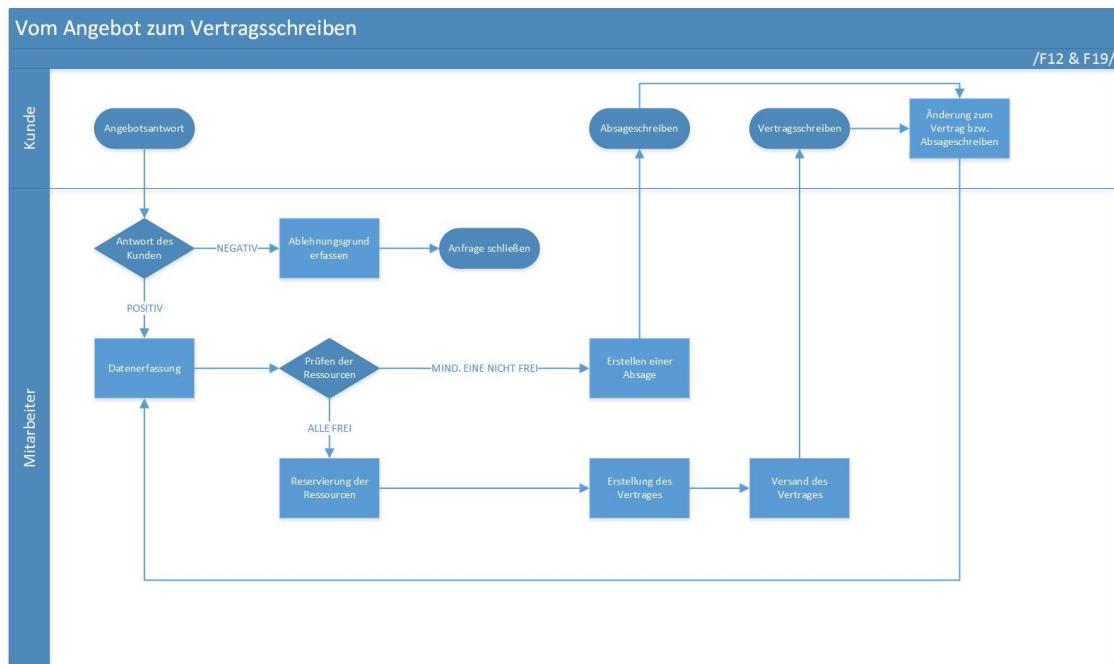 Vom Angebot zum Vertragsschreiben
/F12 & F19/
Kunde
Angebotsantwort
Absageschreiben
Vertragsschreiben
Änderung zum
Vertrag bzw.
Absageschreiben
Mitarbeiter
Antwort des
Kunden
NEGATIV
Ablehnungsgrund
erfassen
Anfrage schließen
POSITIV
Datenerfassung
Prüfen der
Ressourcen
MIND. EINE NICHT FREI
Erstellen einer
Absage
ALLE FREI
Reservierung der
Ressourcen
Erstellung des
Vertrages
Versand des
Vertrages